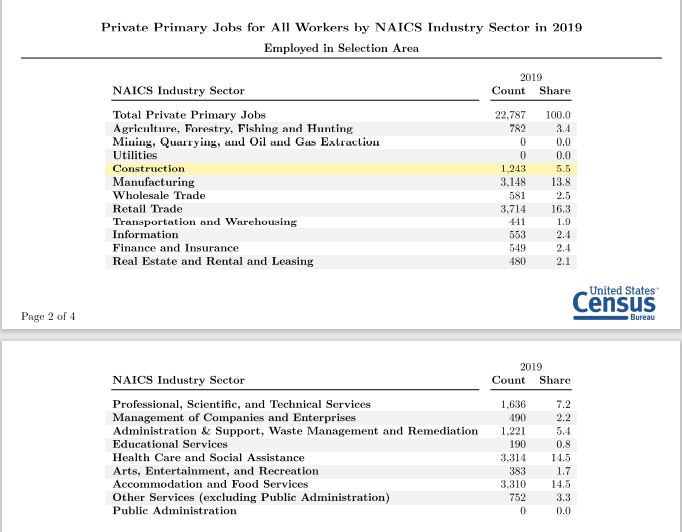 Private Primary Jobs for All Workers by NAICS Industry Sector in 2019
Employed in Selection Area
2019
NAICS Industry Sector Count Share
Total Private Primary Jobs 22,787 100.0
Agriculture, Forestry, Fishing and Hunting 782 3.4
Mining, Quarrying, and Oil and Gas Extraction 0 0.0
Utilities 0 0.0
Construction 1,243 5.5
Manufacturing 3,148 13.8
Wholesale Trade 581 2.5
Retail Trade 3,714 16.3
Transportation and Warehousing 441 1.9
Information 553 2.4
Finance and Insurance 549 2.4
Real Estate and Rental and Leasing 480 2.1
Page 2 of 4
United States™
Census
Bureau
2019
NAICS Industry Sector Count Share
Professional, Scientific, and Technical Services 1,636 7.2
Management of Companies and Enterprises 490 2.2
Administration & Support, Waste Management and Remediation 1,221 5.4
Educational Services 190 0.8
Health Care and Social Assistance 3,314 14.5
Arts, Entertainment, and Recreation 383 1.7
Accommodation and Food Services 3,310 14.5
Other Services (excluding Public Administration) 752 3.3
Public Administration 0 0.0